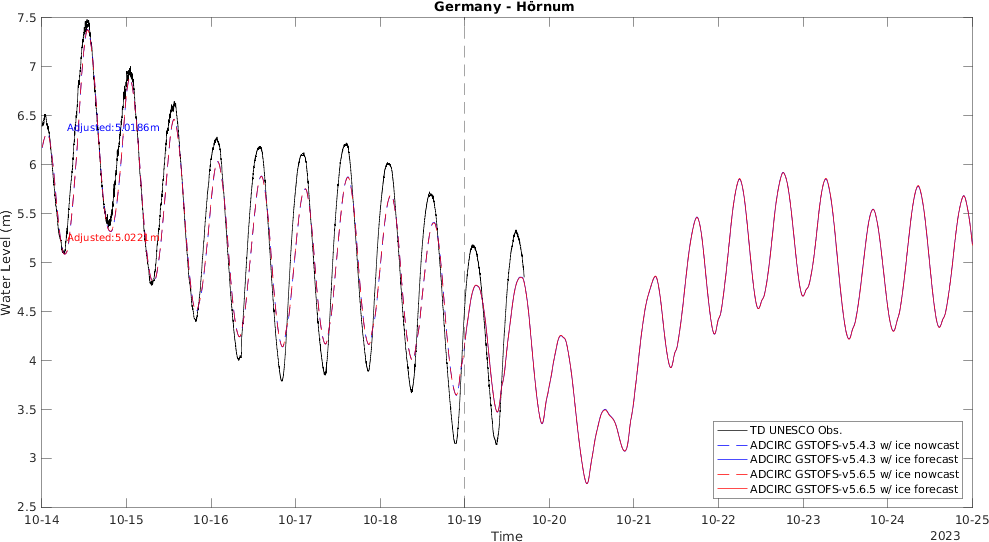 Germany - Hörnum
7.5
7
6.5
6
5.5
5
4.5
4
3.5
3
2.5
Water Level (m)
Adjusted:5.0186m
Adjusted:5.0221m
TD UNESCO Obs.
ADCIRC GSTOFS-v5.4.3 w/ ice nowcast
ADCIRC GSTOFS-v5.4.3 w/ ice forecast
ADCIRC GSTOFS-v5.6.5 w/ ice nowcast
ADCIRC GSTOFS-v5.6.5 w/ ice forecast
10-14 10-15 10-16 10-17 10-18 10-19 10-20 10-21 10-22 10-23 10-24 10-25
Time
2023